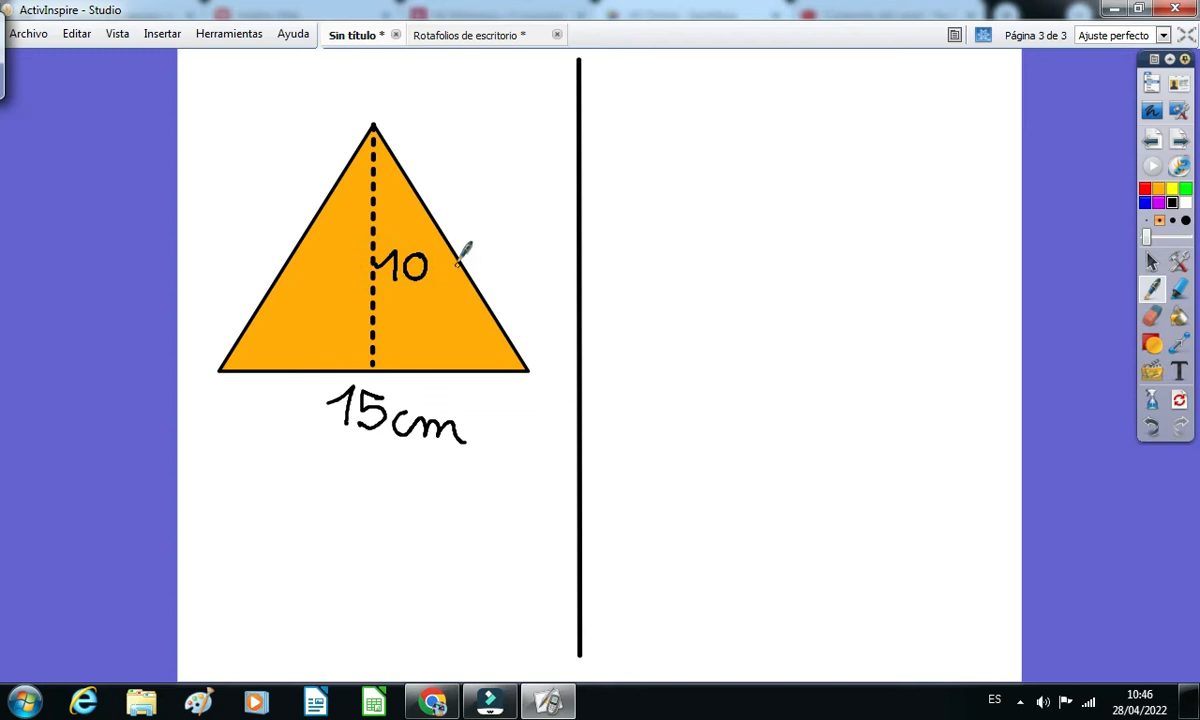 ActivInspire - Studio
Archivo Editar Vista Insertar Herramientas Ayuda Sin título * Rotafolios de escritorio * Página 3 de 3 Ajuste perfecto
10
15cm
T
ES 10:46
28/04/2022